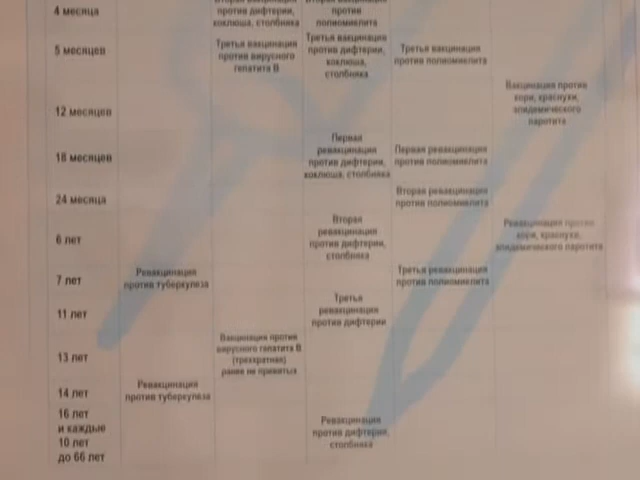 4 месяца
Вторая вакцинация
против дифтерии,
коклюша, столбняка
Вторая вакцинация
против
полиомиелита
5 месяцев
Третья вакцинация
против вирусного
гепатита В
Третья вакцинация
против дифтерии,
коклюша,
столбняка
Третья вакцинация
против полиомиелита
12 месяцев
Вакцинация против
кори, краснухи,
эпидемического
паротита
18 месяцев
Первая
ревакцинация
против дифтерии,
коклюша, столбняка
Первая ревакцинация
против полиомиелита
24 месяца
Вторая ревакцинация
против полиомиелита
6 лет
Вторая
ревакцинация
против дифтерии,
столбняка
Ревакцинация против
кори, краснухи,
эпидемического паротита
7 лет
Ревакцинация
против туберкулеза
Третья ревакцинация
против полиомиелита
11 лет
Третья
ревакцинация
против дифтерии
13 лет
Вакцинация против
вирусного гепатита В
(трехкратная)
ранее не привитых
14 лет
Ревакцинация
против туберкулеза
16 лет
и каждые
10 лет
до 66 лет
Ревакцинация
против дифтерии,
столбняка